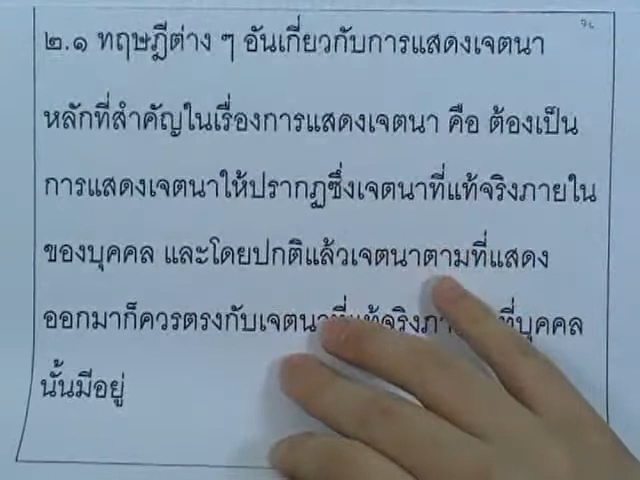 ๒.๑ ทฤษฎีต่าง ๆ อันเกี่ยวกับการแสดงเจตนา
หลักที่สำคัญในเรื่องการแสดงเจตนา คือ ต้องเป็น
การแสดงเจตนาให้ปรากฏซึ่งเจตนาที่แท้จริงภายใน
ของบุคคล และโดยปกติแล้วเจตนาตามที่แสดง
ออกมาก็ควรตรงกับเจตนาที่แท้จริง ที่บุคคล
นั้นมีอยู่